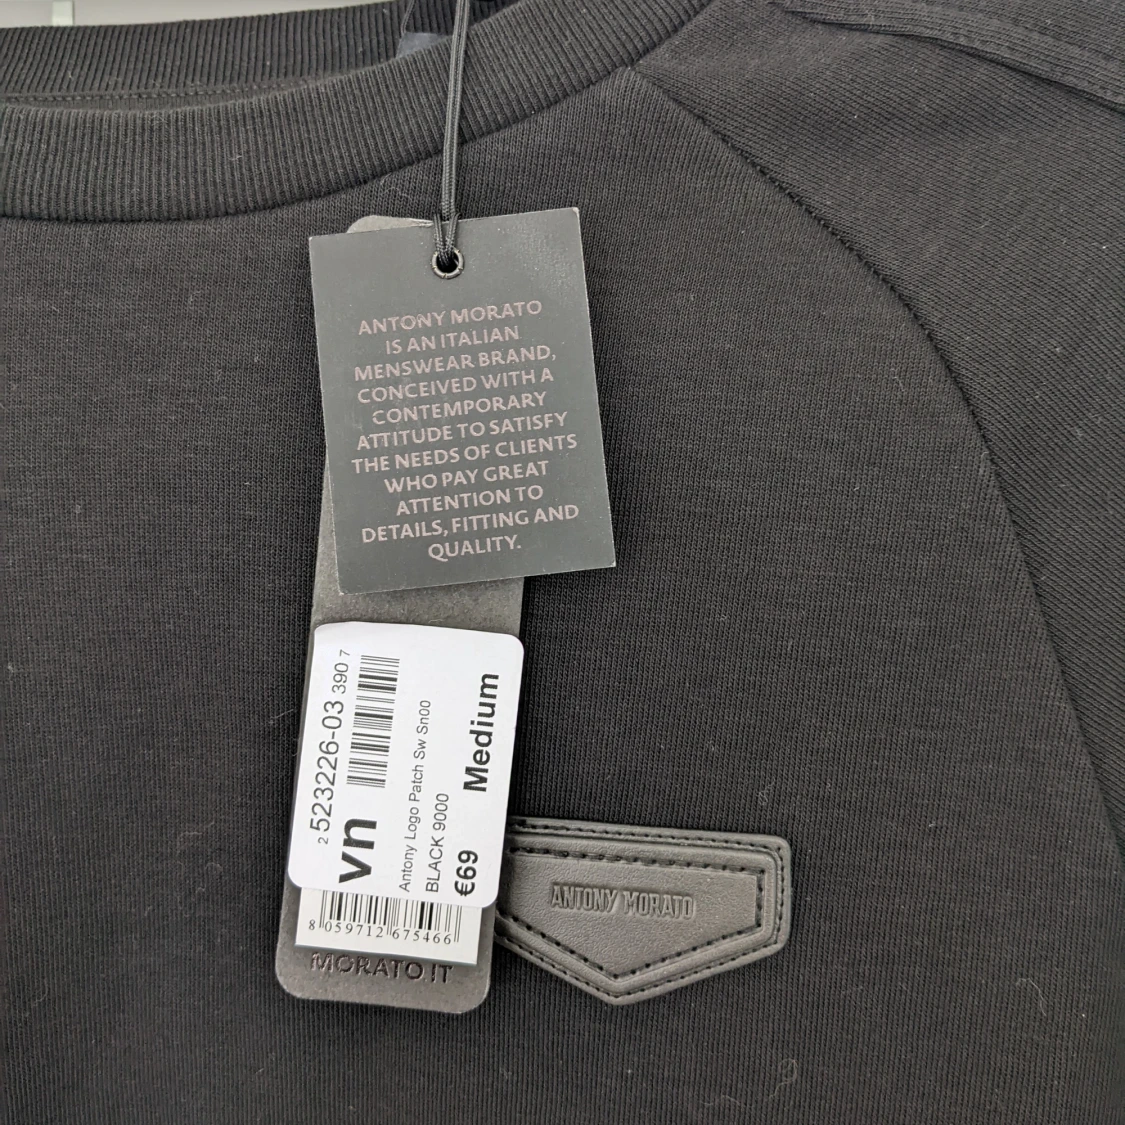 ANTONY MORATO
IS AN ITALIAN
MENSWEAR BRAND,
CONCEIVED WITH A
CONTEMPORARY
ATTITUDE TO SATISFY
THE NEEDS OF CLIENTS
WHO PAY GREAT
ATTENTION TO
DETAILS, FITTING AND
QUALITY.
2 523226-03 390 7
vn
Antony Logo Patch Sw Sn00
BLACK 9000
€69 Medium
8 059712 675466
MORATO.IT
ANTONY MORATO